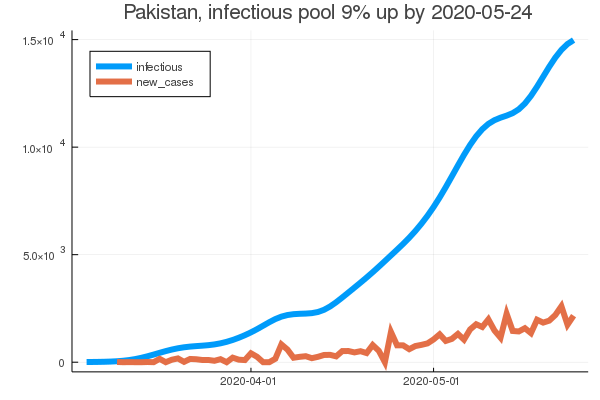 Pakistan, infectious pool 9% up by 2020-05-24
1.5×10⁴
infectious
new_cases
1.0×10⁴
5.0×10³
0
2020-04-01
2020-05-01